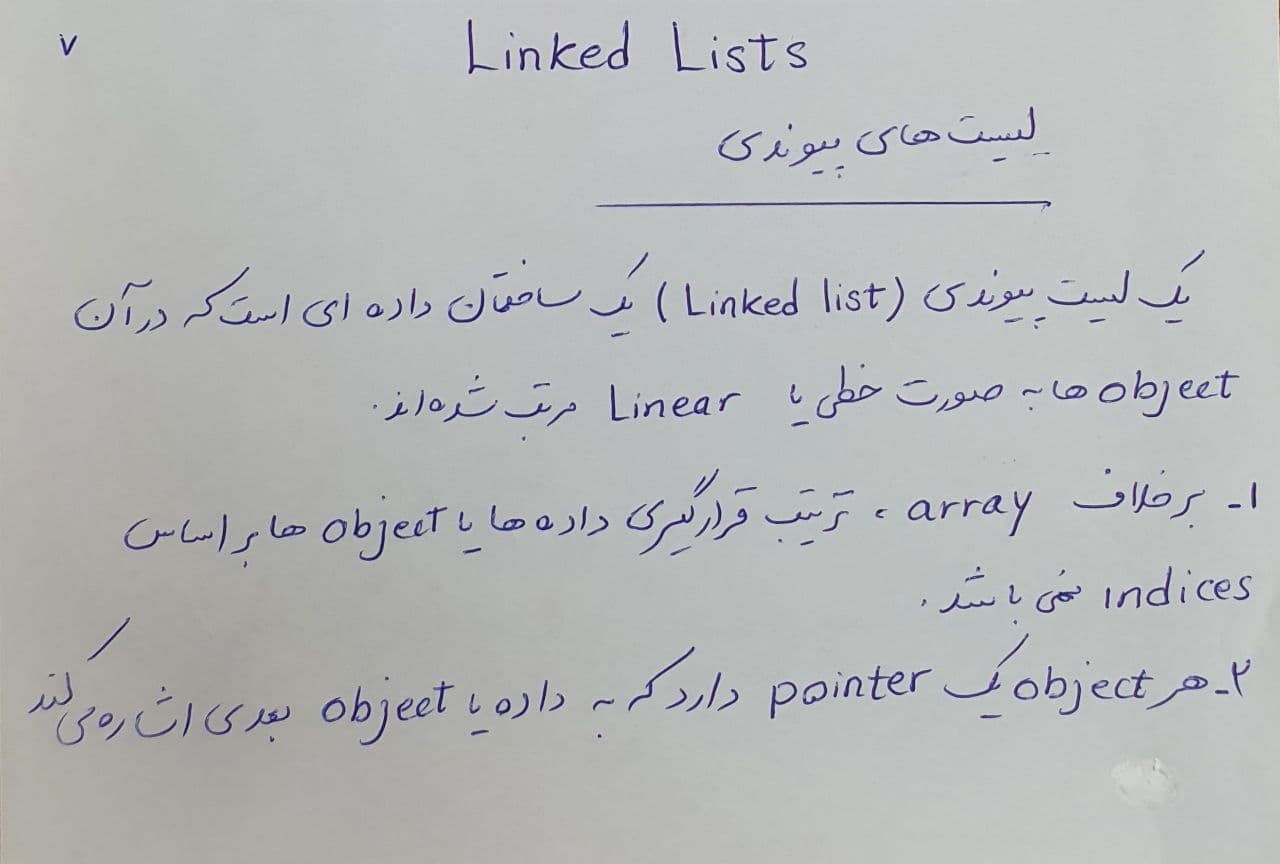 ۷
Linked Lists
لیست های پیوندی
یک لیست پیوندی (Linked list) یک ساختمان داده ای است که در آن
object ها به صورت خطی یا Linear مرتب شده اند.
۱- برخلاف array ، ترتیب قرارگیری داده ها یا object ها بر اساس
indices نمی باشد.
۲- هر object یک pointer دارد که به داده یا object بعدی اشاره می کند